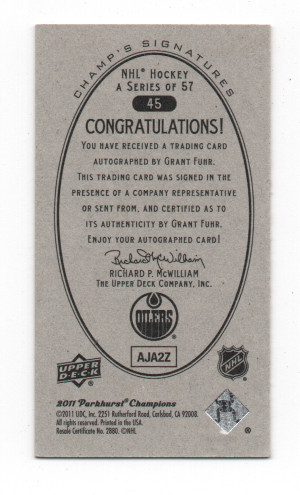 CHAMP'S SIGNATURES
NHL® HOCKEY
A SERIES OF 57
45
CONGRATULATIONS!
YOU HAVE RECEIVED A TRADING CARD
AUTOGRAPHED BY GRANT FUHR.
THIS TRADING CARD WAS SIGNED IN THE
PRESENCE OF A COMPANY REPRESENTATIVE
OR SENT FROM, AND CERTIFIED AS TO
ITS AUTHENTICITY BY GRANT FUHR.
ENJOY YOUR AUTOGRAPHED CARD!
Richard P. McWilliam
RICHARD P. MCWILLIAM
THE UPPER DECK COMPANY, INC.
OILERS
AJA2Z
UPPER DECK®
NHL
2011 Parkhurst® Champions
©2011 UDC, Inc. 2251 Rutherford Road, Carlsbad, CA 92008.
All rights reserved. Printed in the USA.
Resale Certificate No. 2880. ©NHL